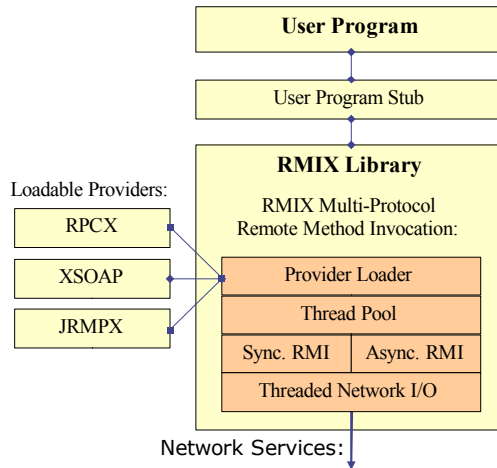 User Program
User Program Stub
RMIX Library
Loadable Providers:
RMIX Multi-Protocol
Remote Method Invocation:
RPCX
XSOAP
JRMPX
Provider Loader
Thread Pool
Sync. RMI
Async. RMI
Threaded Network I/O
Network Services: